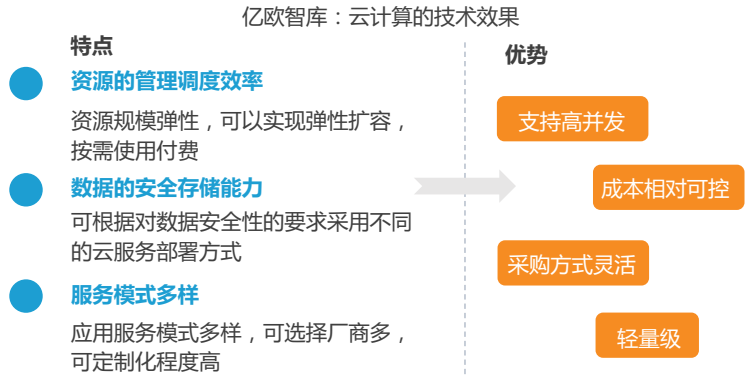 亿欧智库：云计算的技术效果
特点
资源的管理调度效率
资源规模弹性，可以实现弹性扩容，
按需使用付费
数据的安全存储能力
可根据对数据安全性的要求采用不同
的云服务部署方式
服务模式多样
应用服务模式多样，可选择厂商多，
可定制化程度高
优势
支持高并发
成本相对可控
采购方式灵活
轻量级